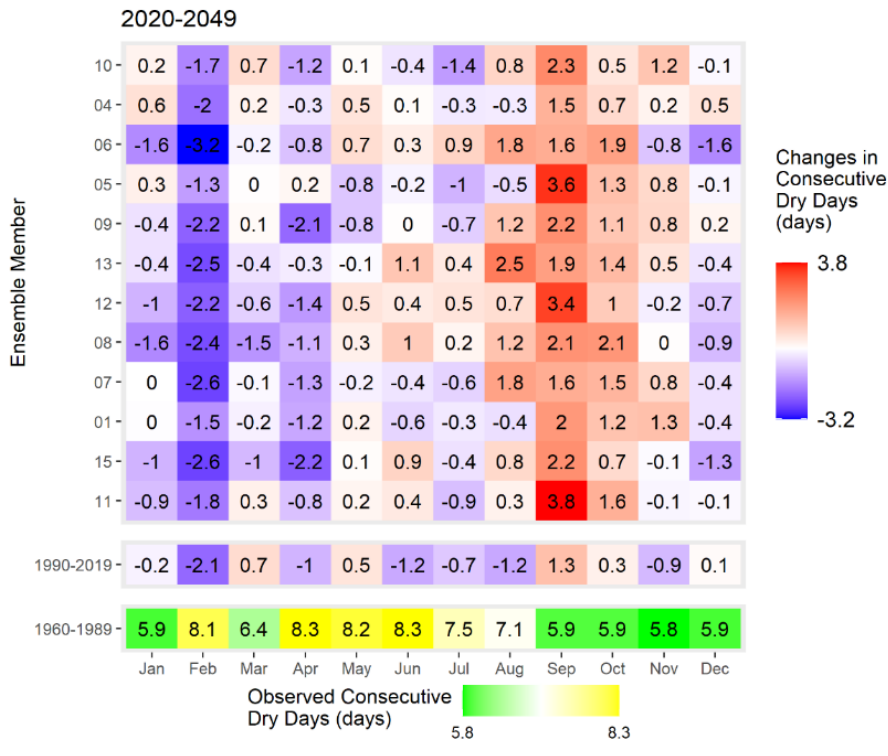 2020-2049
10 0.2 -1.7 0.7 -1.2 0.1 -0.4 -1.4 0.8 2.3 0.5 1.2 -0.1
04 0.6 -2 0.2 -0.3 0.5 0.1 -0.3 -0.3 1.5 0.7 0.2 0.5
06 -1.6 -3.2 -0.2 -0.8 0.7 0.3 0.9 1.8 1.6 1.9 -0.8 -1.6
05 0.3 -1.3 0 0.2 -0.8 -0.2 -1 -0.5 3.6 1.3 0.8 -0.1
09 -0.4 -2.2 0.1 -2.1 -0.8 0 -0.7 1.2 2.2 1.1 0.8 0.2
13 -0.4 -2.5 -0.4 -0.3 -0.1 1.1 0.4 2.5 1.9 1.4 0.5 -0.4
12 -1 -2.2 -0.6 -1.4 0.5 0.4 0.5 0.7 3.4 1 -0.2 -0.7
08 -1.6 -2.4 -1.5 -1.1 0.3 1 0.2 1.2 2.1 2.1 0 -0.9
07 0 -2.6 -0.1 -1.3 -0.2 -0.4 -0.6 1.8 1.6 1.5 0.8 -0.4
01 0 -1.5 -0.2 -1.2 0.2 -0.6 -0.3 -0.4 2 1.2 1.3 -0.4
15 -1 -2.6 -1 -2.2 0.1 0.9 -0.4 0.8 2.2 0.7 -0.1 -1.3
11 -0.9 -1.8 0.3 -0.8 0.2 0.4 -0.9 0.3 3.8 1.6 -0.1 -0.1
Ensemble Member
1990-2019 -0.2 -2.1 0.7 -1 0.5 -1.2 -0.7 -1.2 1.3 0.3 -0.9 0.1
1960-1989 5.9 8.1 6.4 8.3 8.2 8.3 7.5 7.1 5.9 5.9 5.8 5.9
Jan Feb Mar Apr May Jun Jul Aug Sep Oct Nov Dec
Changes in
Consecutive
Dry Days
(days)
3.8
-3.2
Observed Consecutive
Dry Days (days)
5.8 8.3